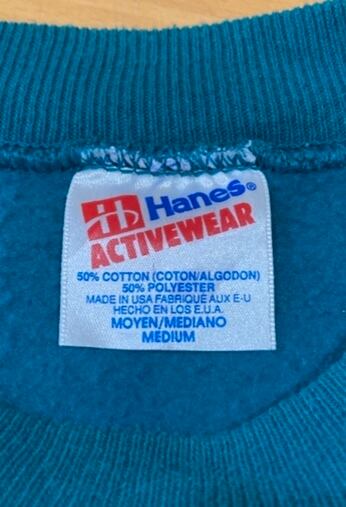 Hanes®
ACTIVEWEAR
50% COTTON (COTON/ALGODON)
50% POLYESTER
MADE IN USA FABRIQUE AUX E-U
HECHO EN LOS E.U.A.
MOYEN/MEDIANO
MEDIUM